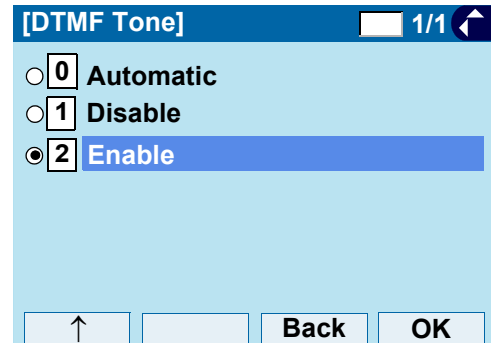 [DTMF Tone] 1/1
0 Automatic
1 Disable
2 Enable
↑ Back OK